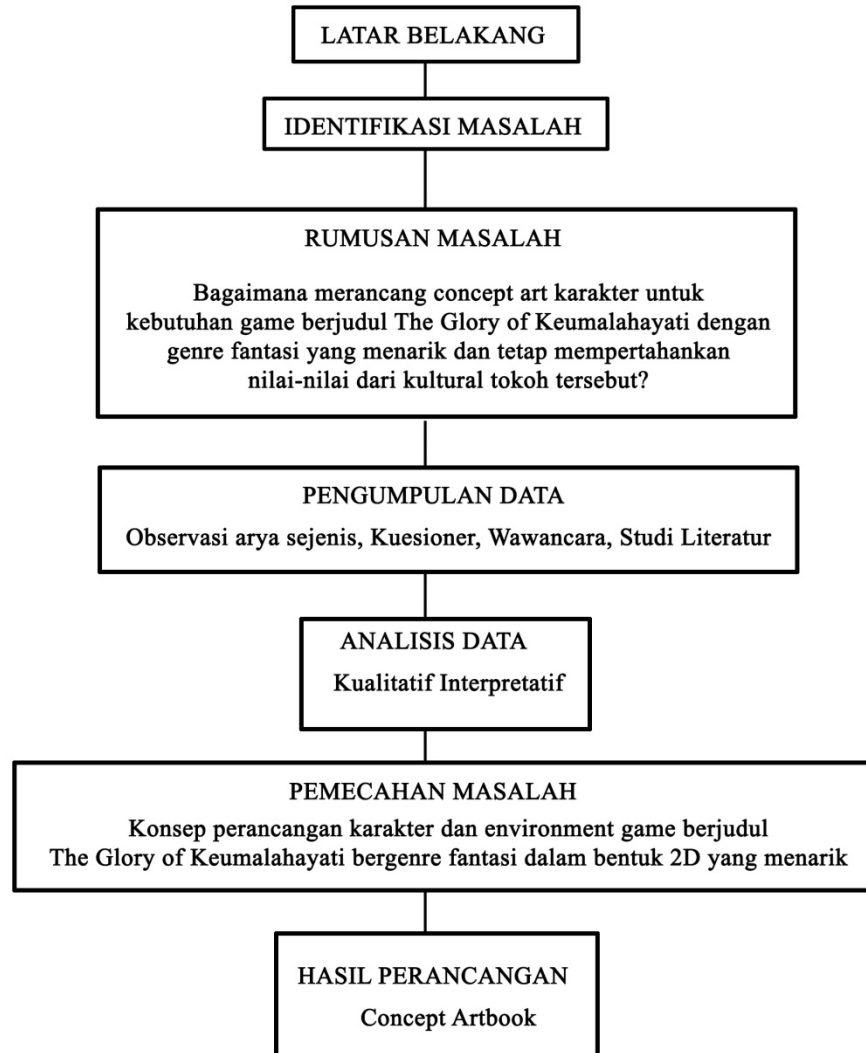 LATAR BELAKANG
IDENTIFIKASI MASALAH
RUMUSAN MASALAH
Bagaimana merancang concept art karakter untuk
kebutuhan game berjudul The Glory of Keumalahayati dengan
genre fantasi yang menarik dan tetap mempertahankan
nilai-nilai dari kultural tokoh tersebut?
PENGUMPULAN DATA
Observasi arya sejenis, Kuesioner, Wawancara, Studi Literatur
ANALISIS DATA
Kualitatif Interpretatif
PEMECAHAN MASALAH
Konsep perancangan karakter dan environment game berjudul
The Glory of Keumalahayati bergenre fantasi dalam bentuk 2D yang menarik
HASIL PERANCANGAN
Concept Artbook